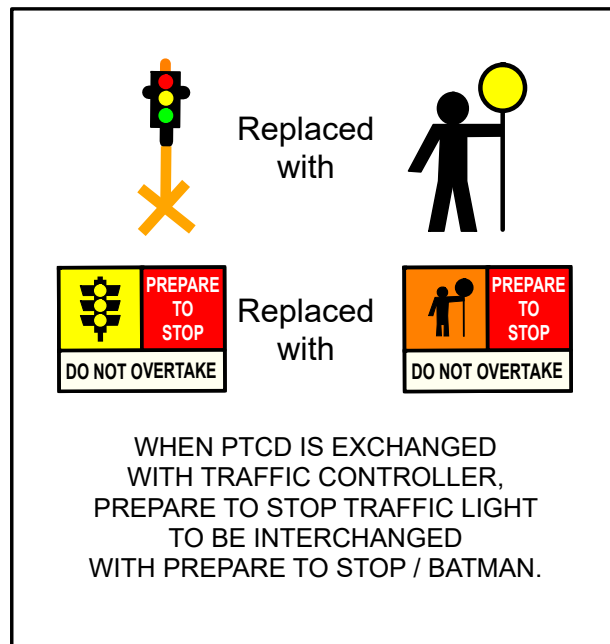 Replaced
with
PREPARE
TO
STOP
DO NOT OVERTAKE
Replaced
with
PREPARE
TO
STOP
DO NOT OVERTAKE
WHEN PTCD IS EXCHANGED
WITH TRAFFIC CONTROLLER,
PREPARE TO STOP TRAFFIC LIGHT
TO BE INTERCHANGED
WITH PREPARE TO STOP / BATMAN.